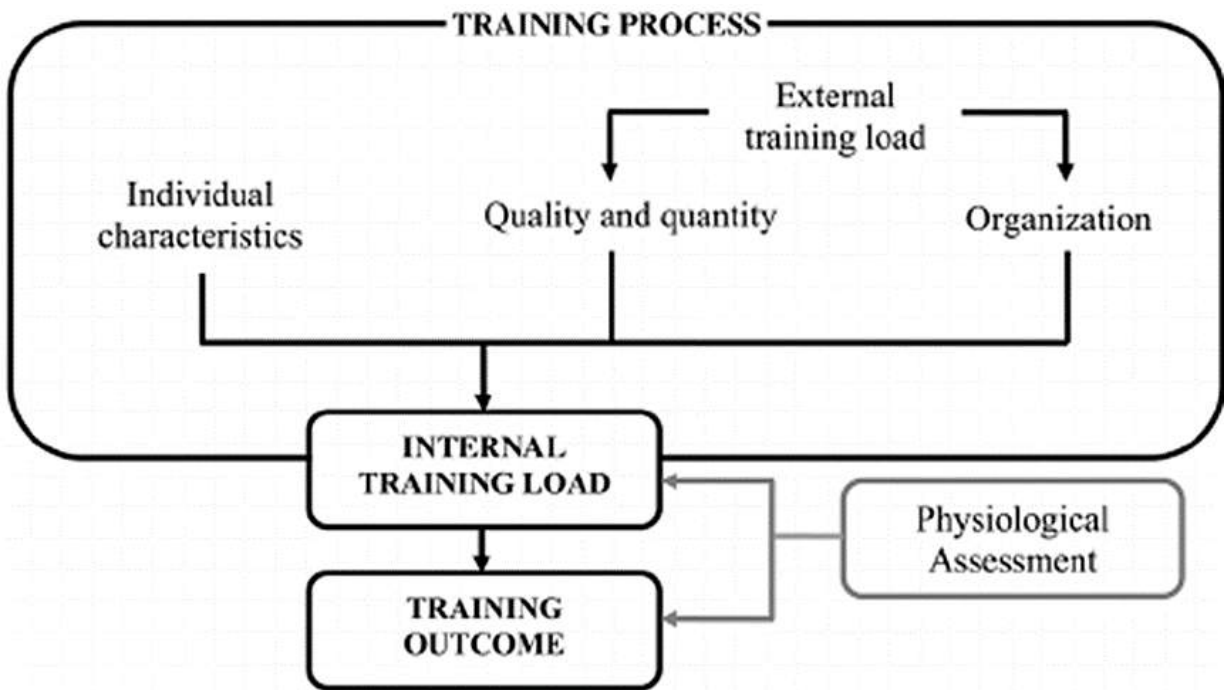 TRAINING PROCESS
External
training load
Individual
characteristics
Quality and quantity
Organization
INTERNAL
TRAINING LOAD
Physiological
Assessment
TRAINING
OUTCOME